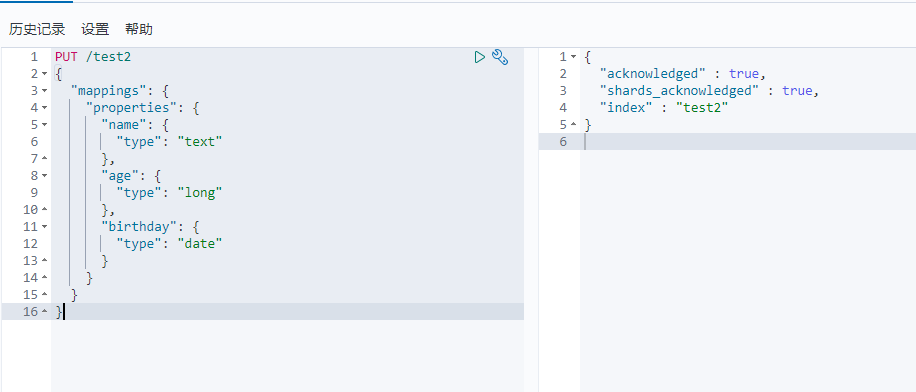 历史记录 设置 帮助
1 PUT /test2
2 {
3 "mappings": {
4 "properties": {
5 "name": {
6 "type": "text"
7 },
8 "age": {
9 "type": "long"
10 },
11 "birthday": {
12 "type": "date"
13 }
14 }
15 }
16 }
1 {
2 "acknowledged" : true,
3 "shards_acknowledged" : true,
4 "index" : "test2"
5 }
6